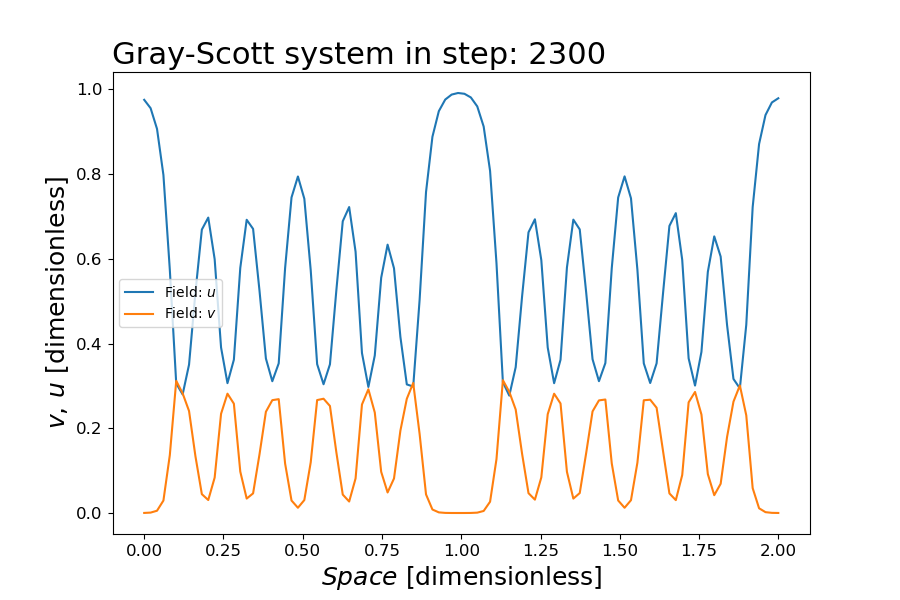 Gray-Scott system in step: 2300
1.0
0.8
0.6
0.4
0.2
0.0
v, u [dimensionless]
Field: u
Field: v
0.00 0.25 0.50 0.75 1.00 1.25 1.50 1.75 2.00
Space [dimensionless]